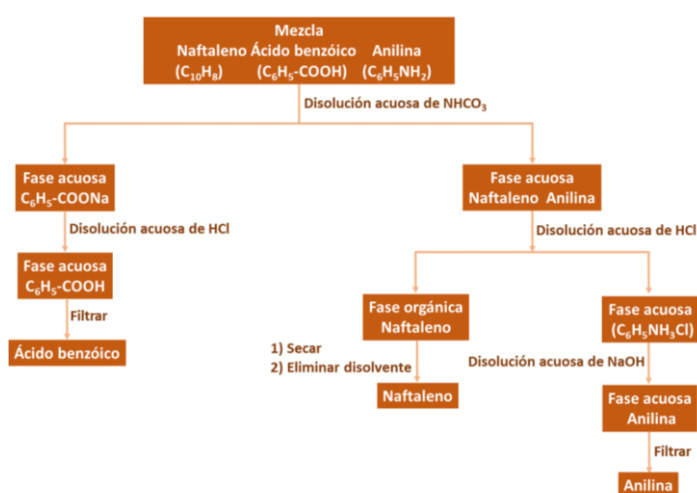 Mezcla
Naftaleno Ácido benzóico Anilina
(C₁₀H₈) (C₆H₅-COOH) (C₆H₅NH₂)
Disolución acuosa de NHCO₃
Fase acuosa
C₆H₅-COONa
Fase acuosa
Naftaleno Anilina
Disolución acuosa de HCl
Disolución acuosa de HCl
Fase acuosa
C₆H₅-COOH
Filtrar
Ácido benzóico
Fase orgánica
Naftaleno
Fase acuosa
(C₆H₅NH₃Cl)
1) Secar
2) Eliminar disolvente
Disolución acuosa de NaOH
Naftaleno
Fase acuosa
Anilina
Filtrar
Anilina